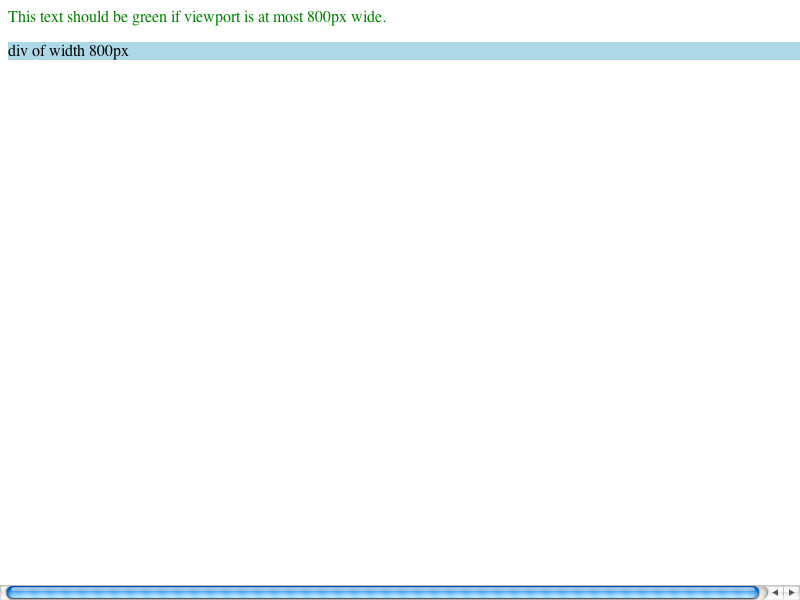 This text should be green if viewport is at most 800px wide.
div of width 800px